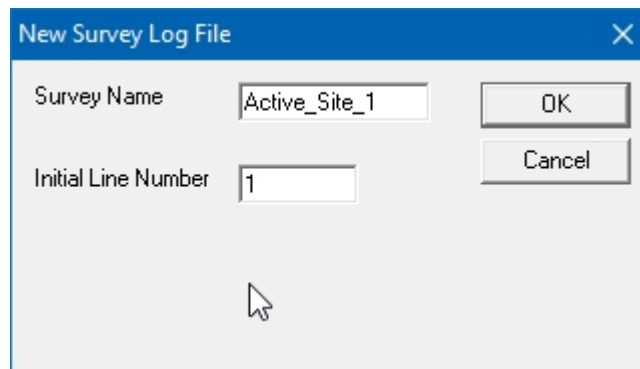 New Survey Log File
Survey Name
Active_Site_1
OK
Cancel
Initial Line Number
1